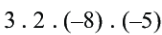 3 . 2 . (–8) . (–5)